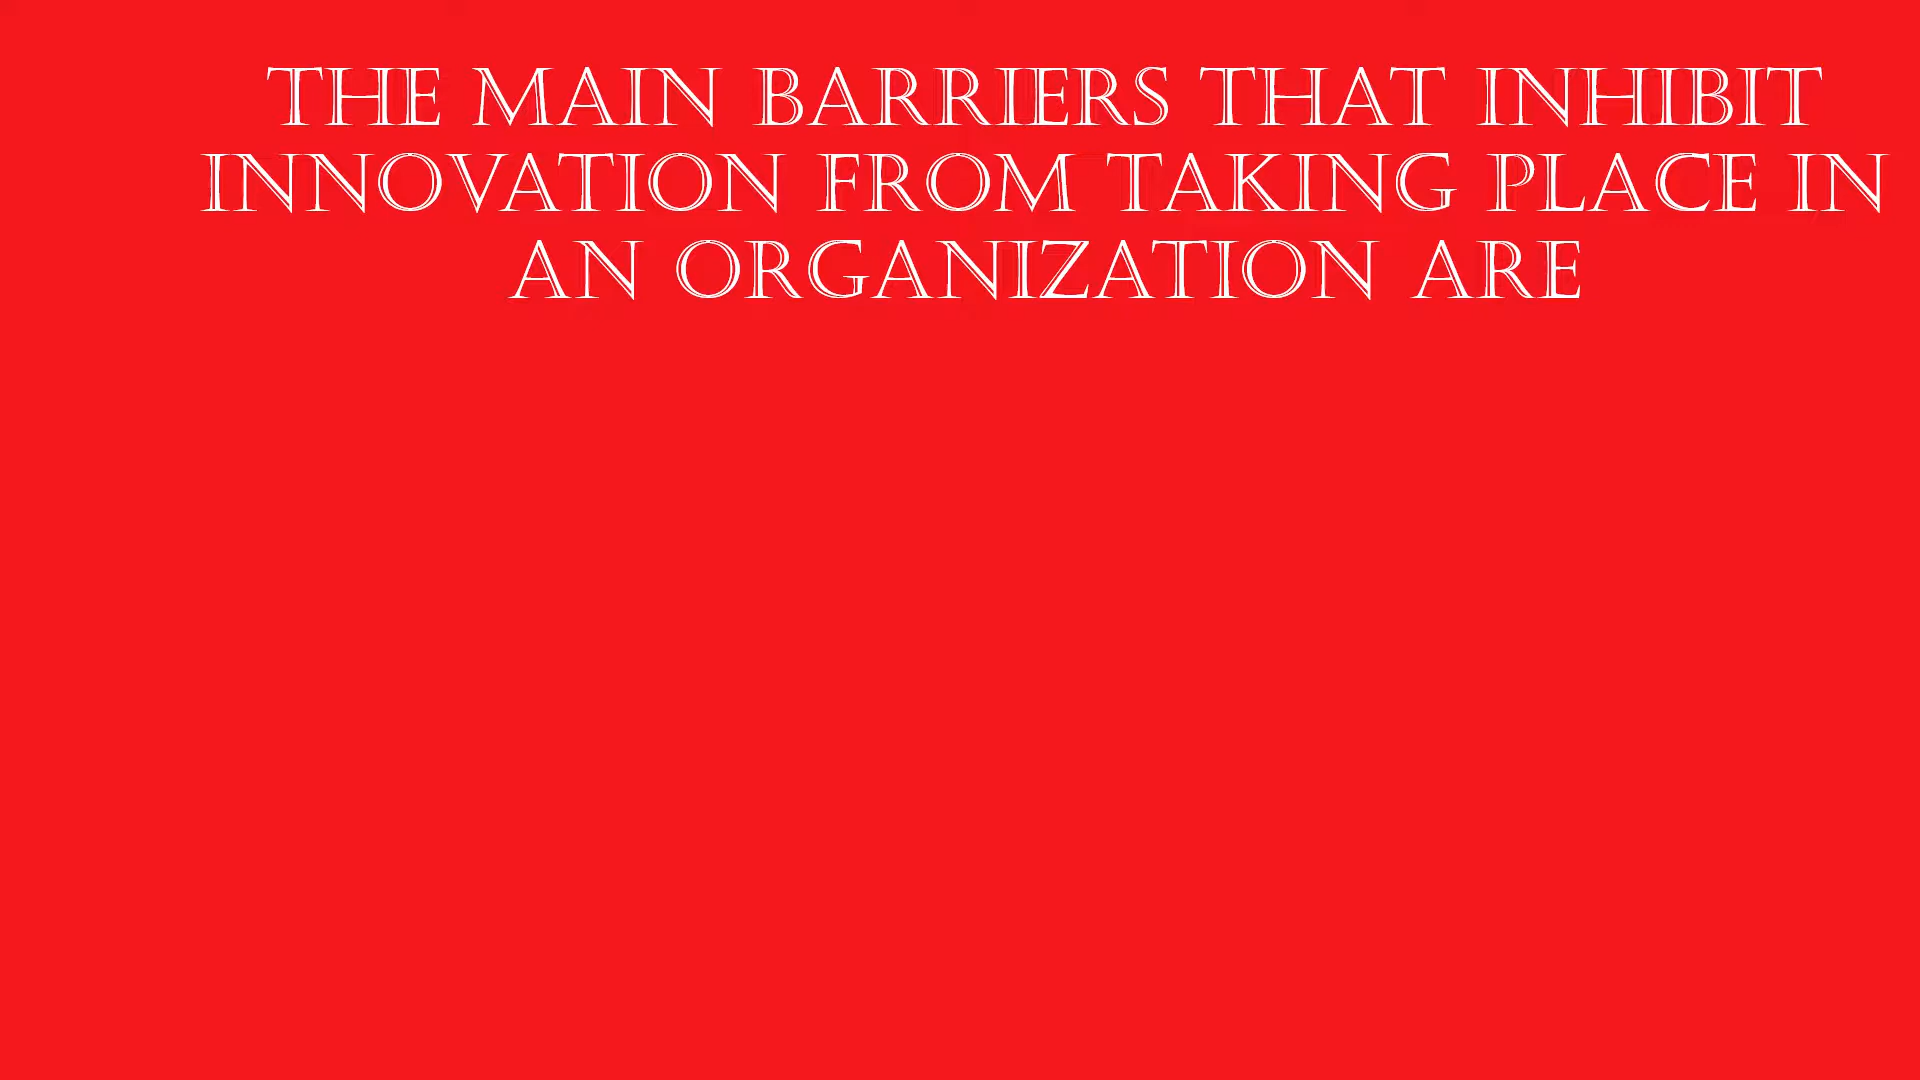 THE MAIN BARRIERS THAT INHIBIT
INNOVATION FROM TAKING PLACE IN
AN ORGANIZATION ARE